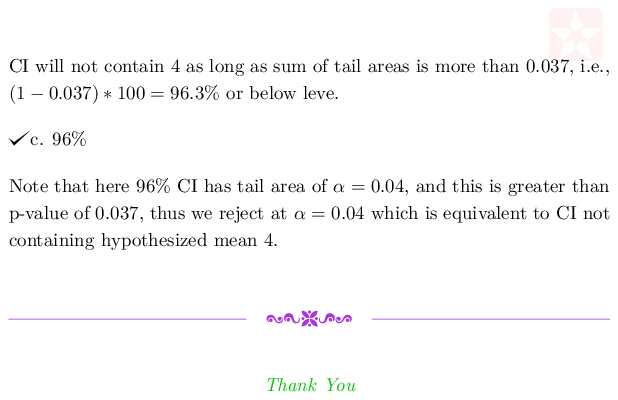 CI will not contain 4 as long as sum of tail areas is more than 0.037, i.e.,
(1 − 0.037) ∗ 100 = 96.3% or below leve.
✓c. 96%
Note that here 96% CI has tail area of α = 0.04, and this is greater than
p-value of 0.037, thus we reject at α = 0.04 which is equivalent to CI not
containing hypothesized mean 4.
Thank You